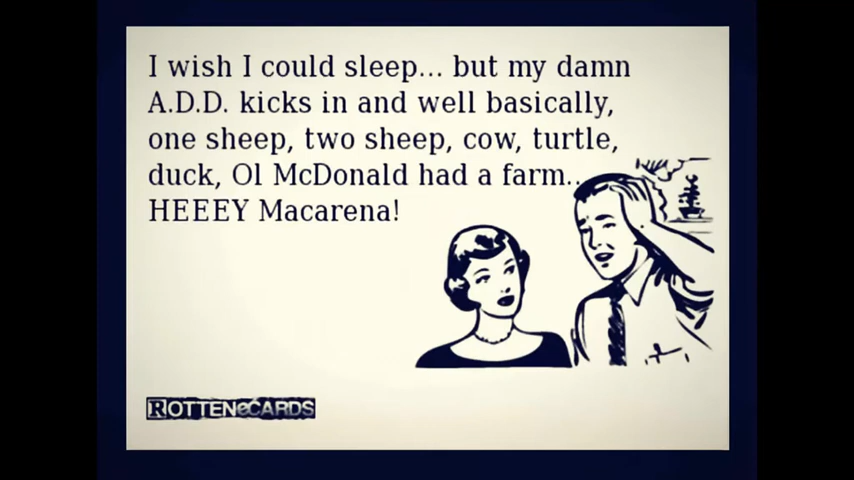 I wish I could sleep... but my damn
A.D.D. kicks in and well basically,
one sheep, two sheep, cow, turtle,
duck, Ol McDonald had a farm..
HEEEY Macarena!
ROTTENeCARDS